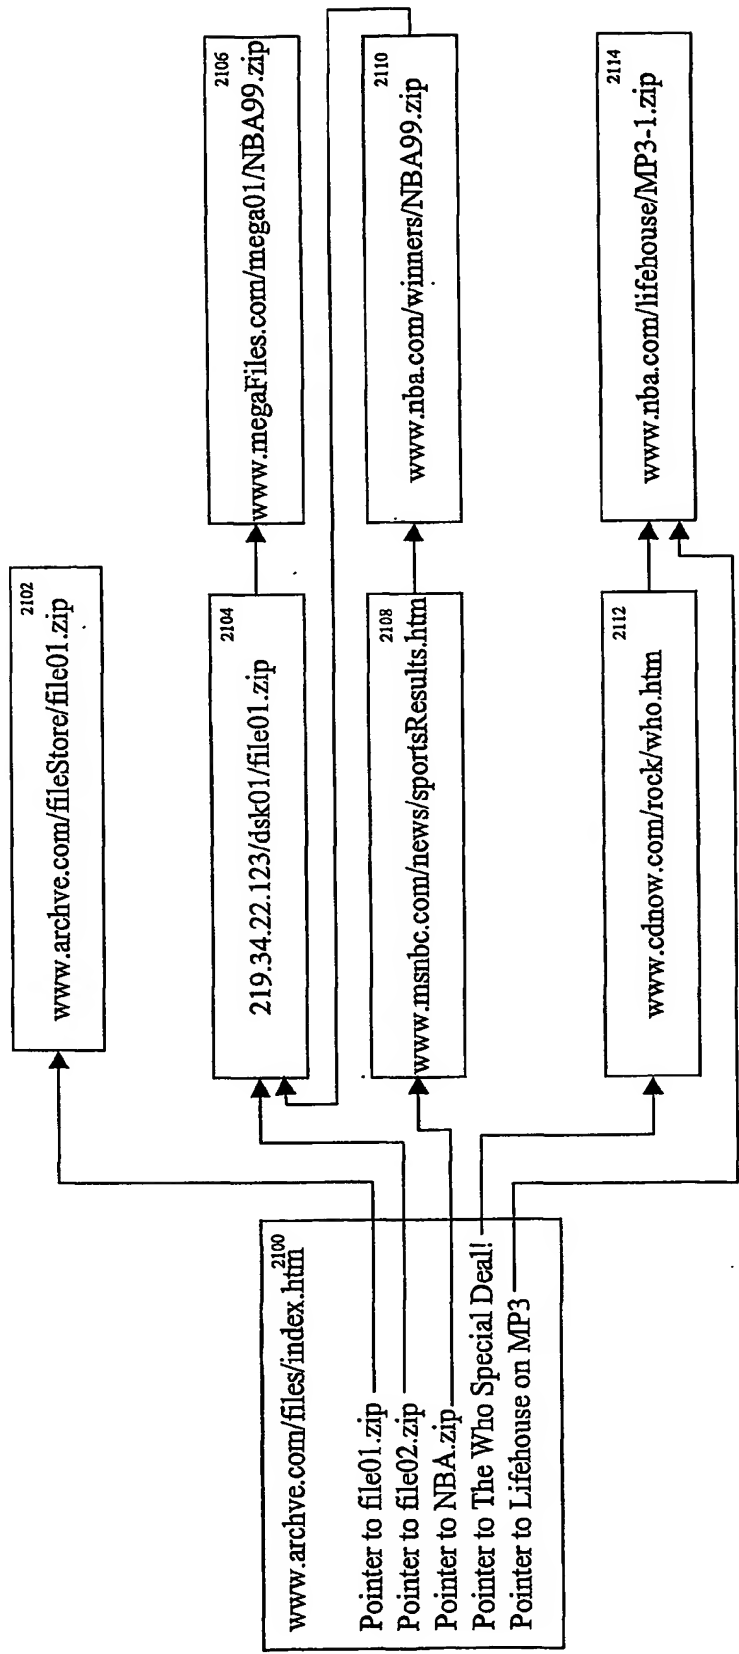 2100
www.archve.com/files/index.htm
Pointer to file01.zip
Pointer to file02.zip
Pointer to NBA.zip
Pointer to The Who Special Deal!
Pointer to Lifehouse on MP3
2102
www.archve.com/fileStore/file01.zip
2104
219.34.22.123/dsk01/file01.zip
2106
www.megaFiles.com/mega01/NBA99.zip
2108
www.msnbc.com/news/sportsResults.htm
2110
www.nba.com/winners/NBA99.zip
2112
www.cdnow.com/rock/who.htm
2114
www.nba.com/lifehouse/MP3-1.zip